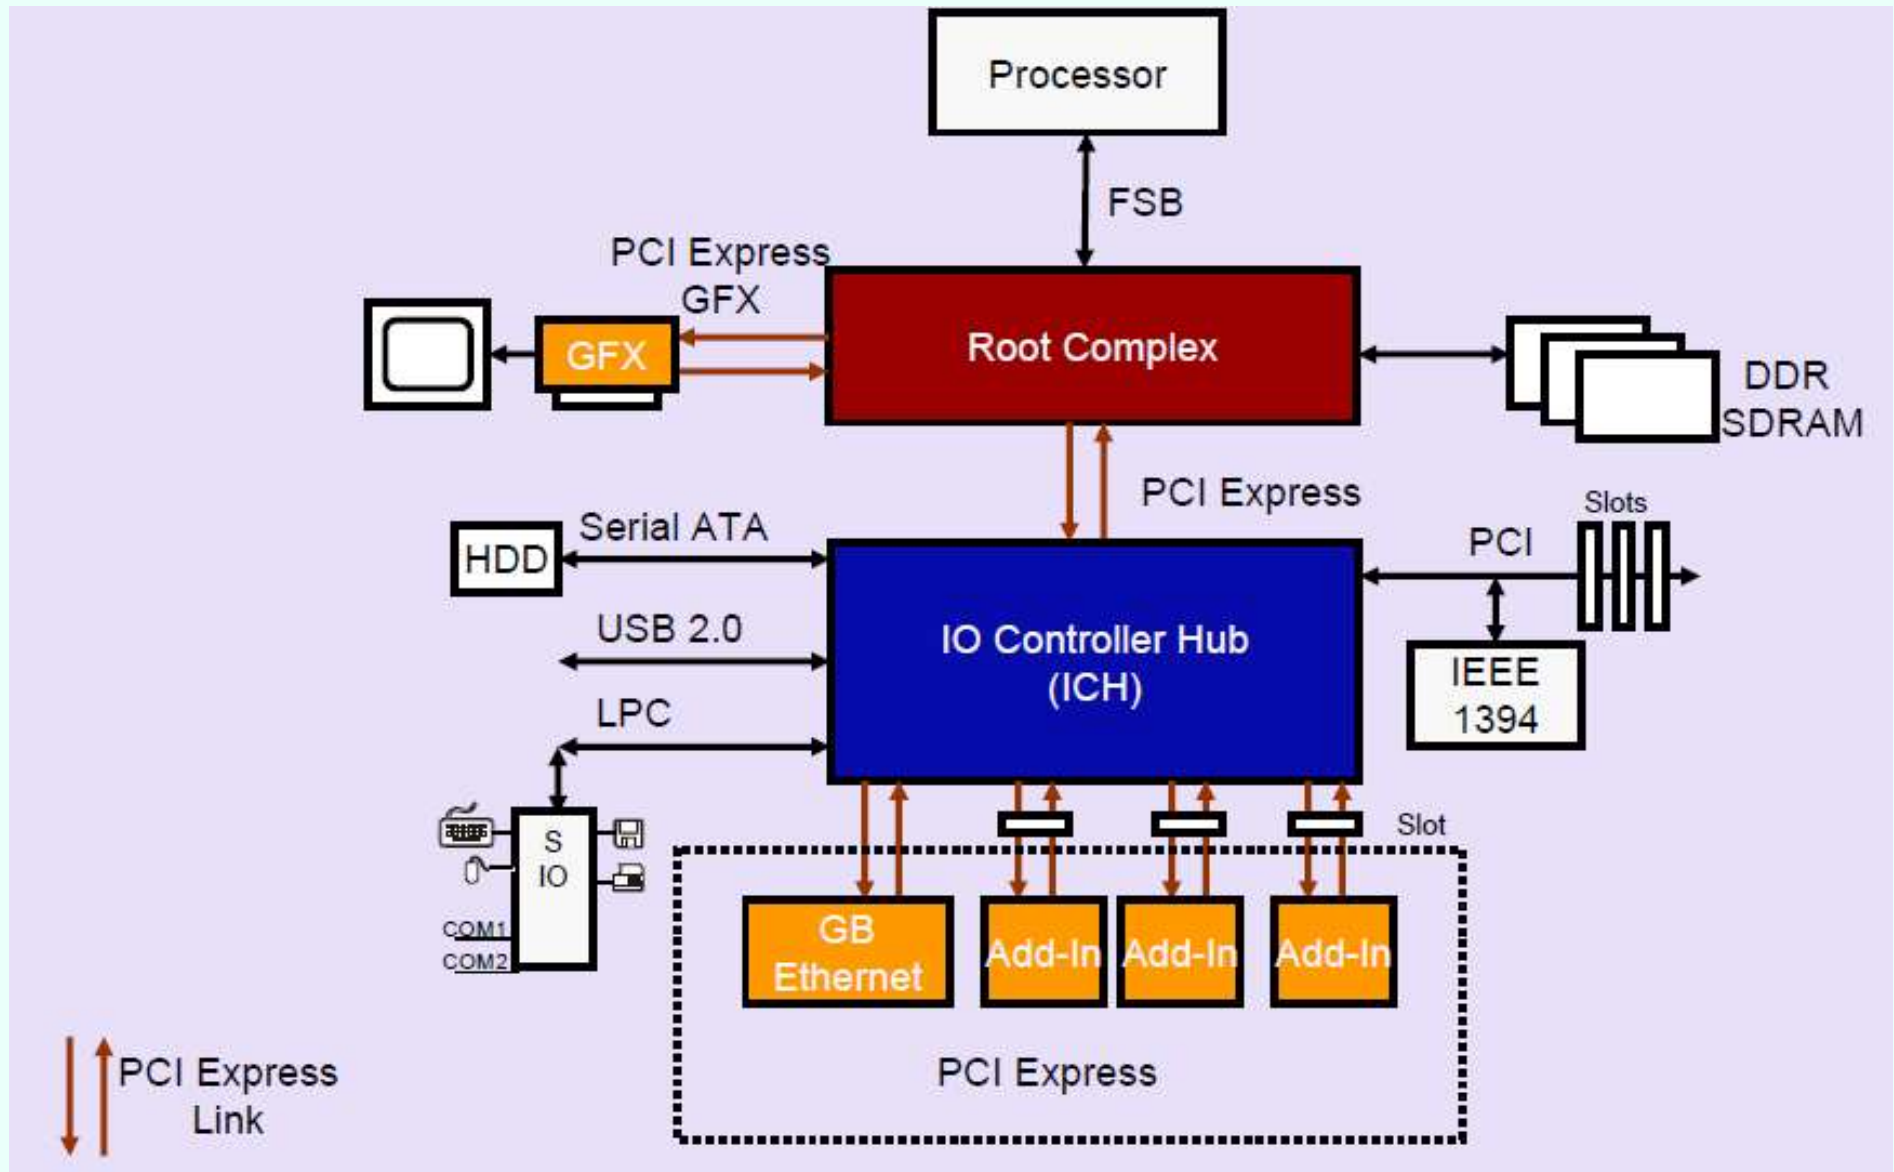 Processor
FSB
PCI Express
GFX
GFX
Root Complex
DDR
SDRAM
PCI Express
Slots
Serial ATA
HDD
PCI
USB 2.0
IO Controller Hub
(ICH)
IEEE
1394
LPC
S
IO
COM1
COM2
Slot
GB
Ethernet
Add-In
Add-In
Add-In
PCI Express
PCI Express
Link